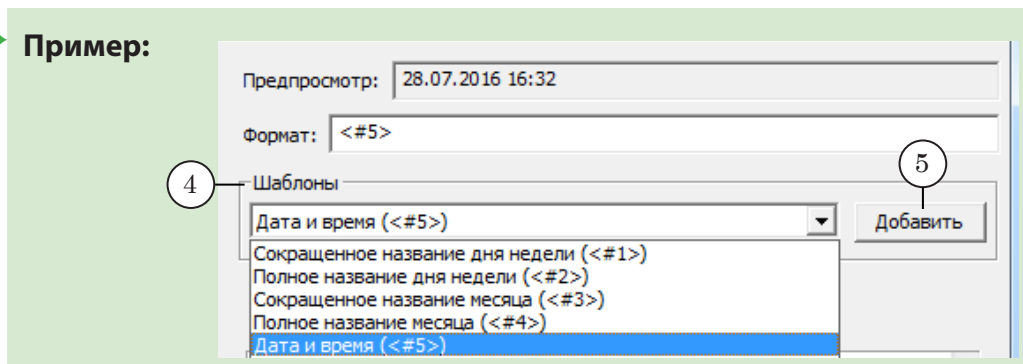 Пример:
Предпросмотр: 28.07.2016 16:32
Формат: <#5>
5
4 Шаблоны
Дата и время (<#5>) Добавить
Сокращенное название дня недели (<#1>)
Полное название дня недели (<#2>)
Сокращенное название месяца (<#3>)
Полное название месяца (<#4>)
Дата и время (<#5>)